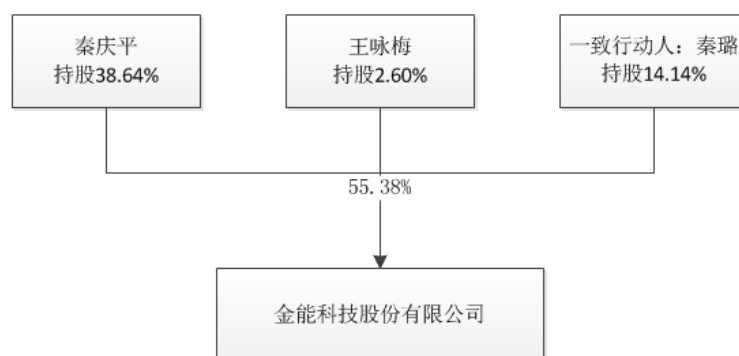 秦庆平
持股38.64%
王咏梅
持股2.60%
一致行动人：秦璐
持股14.14%
55.38%
金能科技股份有限公司